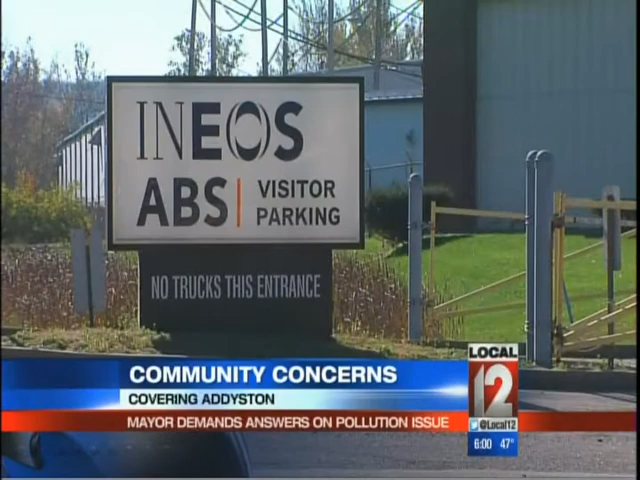 INEOS
ABS | VISITOR PARKING
NO TRUCKS THIS ENTRANCE
COMMUNITY CONCERNS
COVERING ADDYSTON
MAYOR DEMANDS ANSWERS ON POLLUTION ISSUE
LOCAL
12
@Local12
6:00 47°